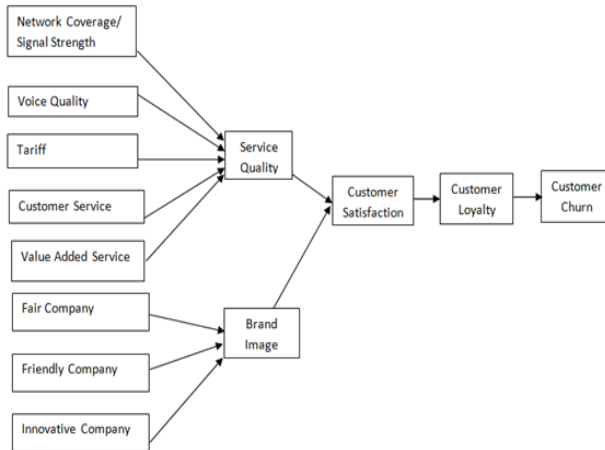 Network Coverage/
Signal Strength
Voice Quality
Tariff
Customer Service
Value Added Service
Fair Company
Friendly Company
Innovative Company
Service
Quality
Brand
Image
Customer
Satisfaction
Customer
Loyalty
Customer
Churn